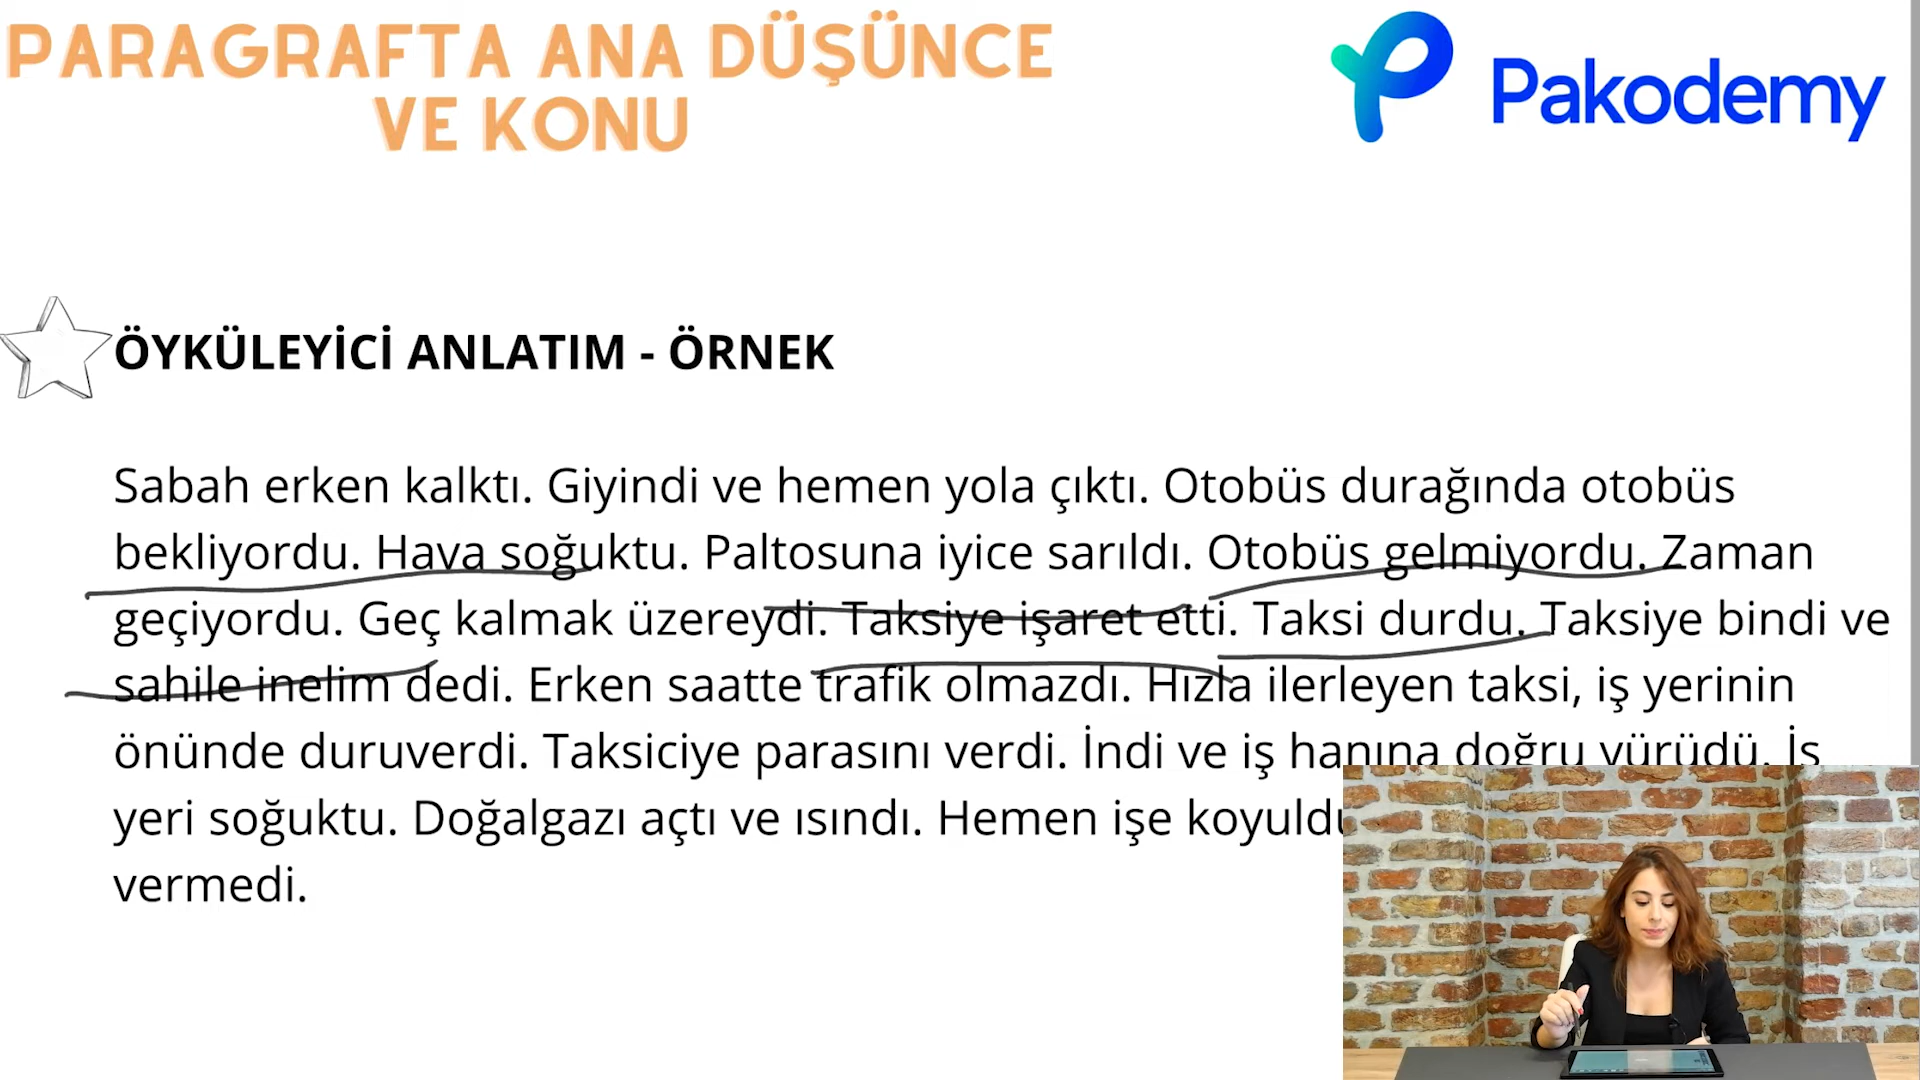 PARAGRAFTA ANA DÜŞÜNCE
VE KONU
Pakodemy
ÖYKÜLEYİCİ ANLATIM - ÖRNEK
Sabah erken kalktı. Giyindi ve hemen yola çıktı. Otobüs durağında otobüs
bekliyordu. Hava soğuktu. Paltosuna iyice sarıldı. Otobüs gelmiyordu. Zaman
geçiyordu. Geç kalmak üzereydi. Taksiye işaret etti. Taksi durdu. Taksiye bindi ve
sahile inelim dedi. Erken saatte trafik olmazdı. Hızla ilerleyen taksi, iş yerinin
önünde duruverdi. Taksiciye parasını verdi. İndi ve iş hanına doğru yürüdü. İş
yeri soğuktu. Doğalgazı açtı ve ısındı. Hemen işe
vermedi.